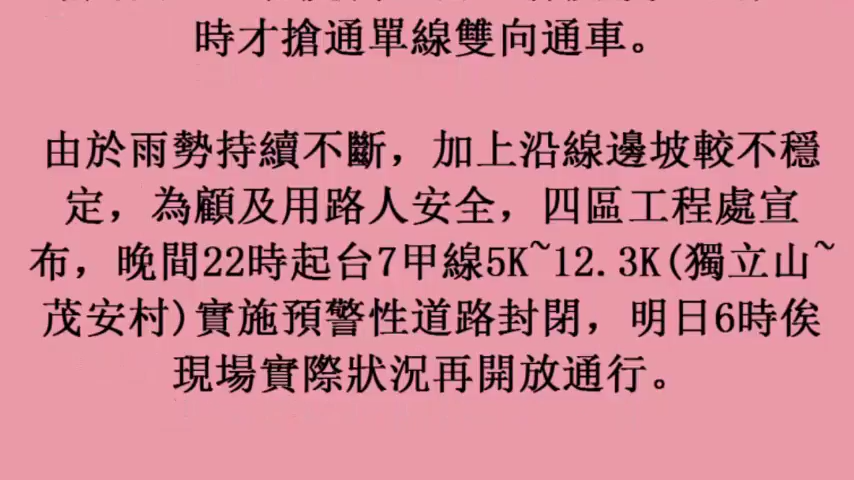 時才搶通單線雙向通車。
由於雨勢持續不斷，加上沿線邊坡較不穩
定，為顧及用路人安全，四區工程處宣
布，晚間22時起台7甲線5K~12.3K(獨立山~
茂安村)實施預警性道路封閉，明日6時俟
現場實際狀況再開放通行。